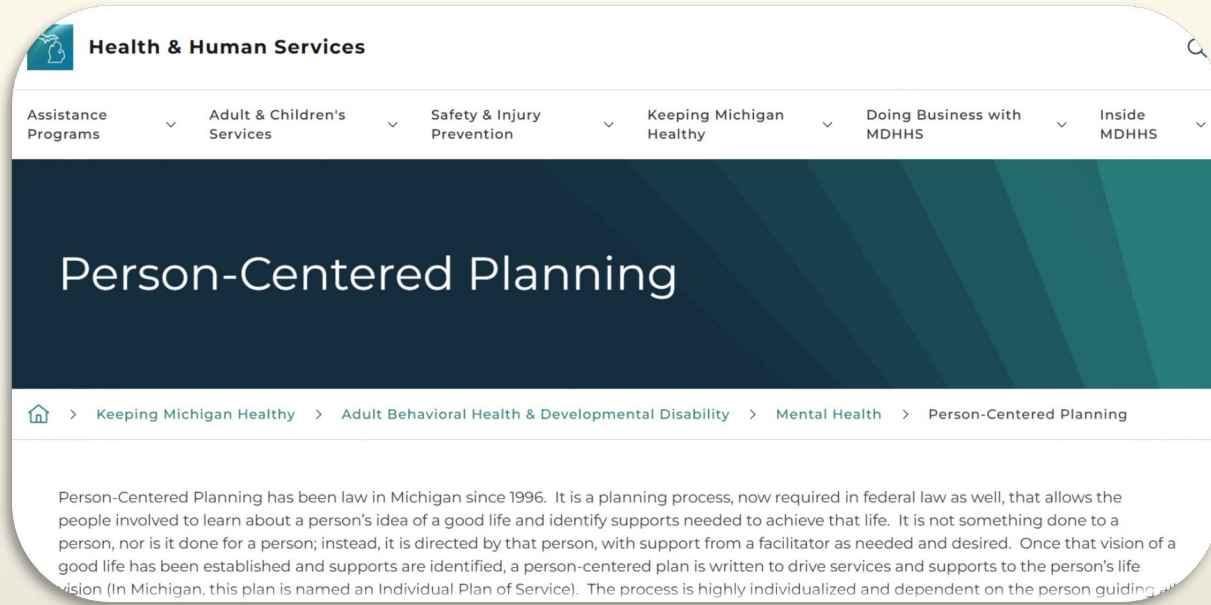 Health & Human Services
Assistance Programs
Adult & Children's Services
Safety & Injury Prevention
Keeping Michigan Healthy
Doing Business with MDHHS
Inside MDHHS
Person-Centered Planning
> Keeping Michigan Healthy > Adult Behavioral Health & Developmental Disability > Mental Health > Person-Centered Planning
Person-Centered Planning has been law in Michigan since 1996. It is a planning process, now required in federal law as well, that allows the
people involved to learn about a person's idea of a good life and identify supports needed to achieve that life. It is not something done to a
person, nor is it done for a person; instead, it is directed by that person, with support from a facilitator as needed and desired. Once that vision of a
good life has been established and supports are identified, a person-centered plan is written to drive services and supports to the person's life
vision (In Michigan, this plan is named an Individual Plan of Service). The process is highly individualized and dependent on the person guiding